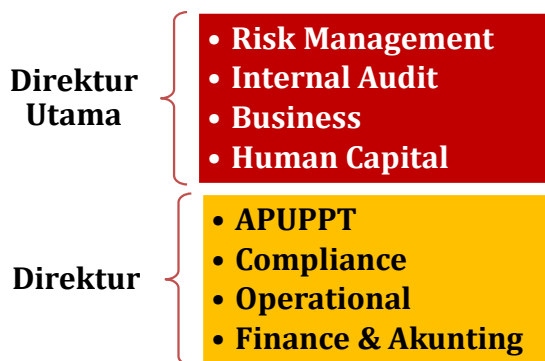 Direktur
Utama
• Risk Management
• Internal Audit
• Business
• Human Capital
Direktur
• APUPPT
• Compliance
• Operational
• Finance & Akunting